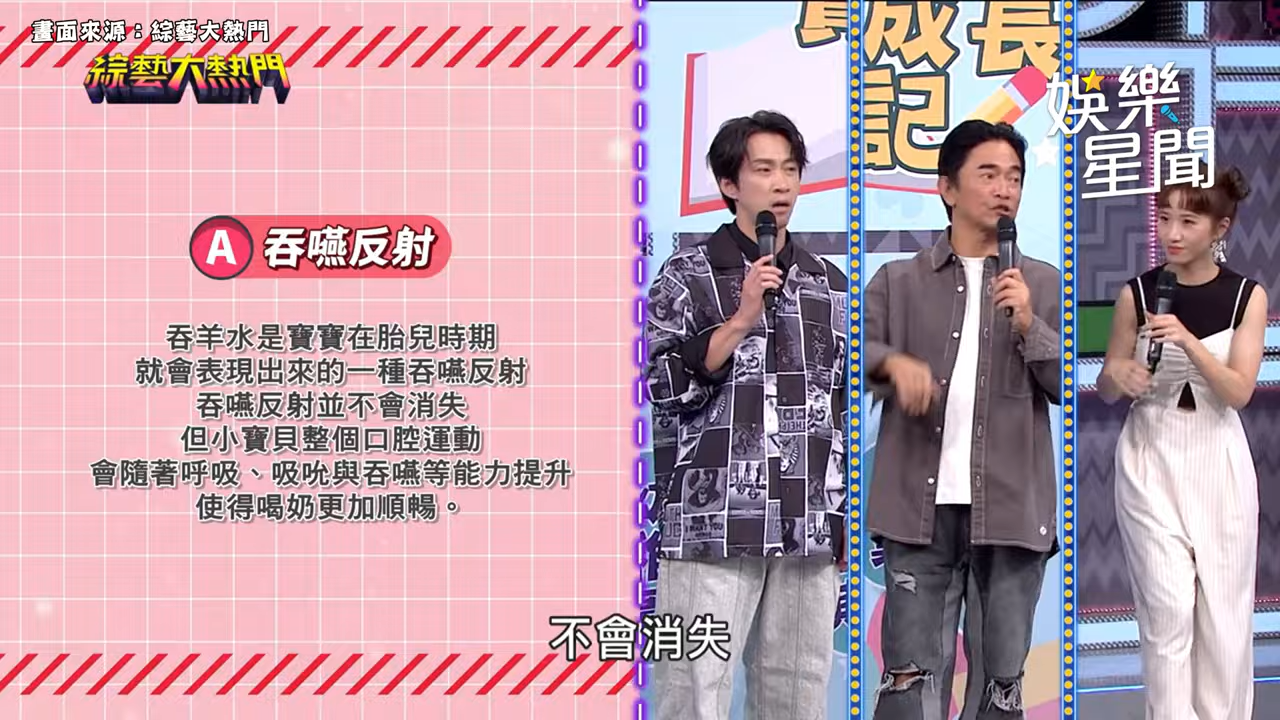 畫面來源：綜藝大熱門
綜藝大熱門
成長
記
娛樂
星聞
A 吞嚥反射
吞羊水是寶寶在胎兒時期
就會表現出來的一種吞嚥反射
吞嚥反射並不會消失
但小寶貝整個口腔運動
會隨著呼吸、吸吮與吞嚥等能力提升
使得喝奶更加順暢。
不會消失